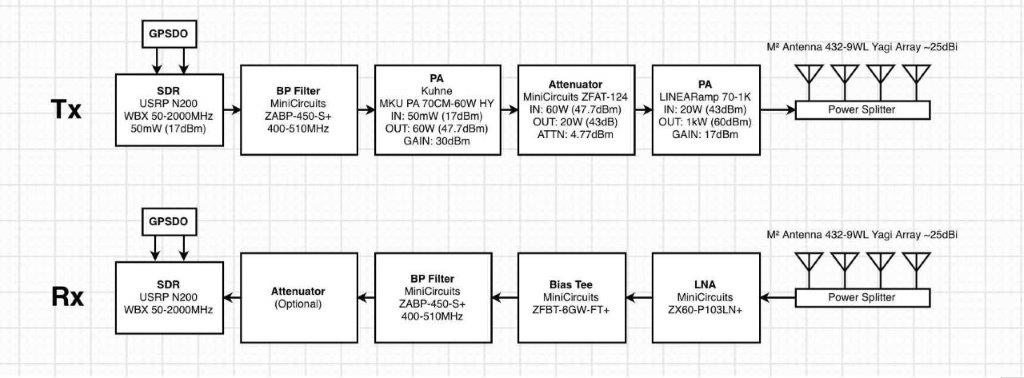 GPSDO
M² Antenna 432-9WL Yagi Array ~25dBi
Tx
SDR
USRP N200
WBX 50-2000MHz
50mW (17dBm)
BP Filter
MiniCircuits
ZABP-450-S+
400-510MHz
PA
Kuhne
MKU PA 70CM-60W HY
IN: 50mW (17dBm)
OUT: 60W (47.7dBm)
GAIN: 30dBm
Attenuator
MiniCircuits ZFAT-124
IN: 60W (47.7dBm)
OUT: 20W (43dB)
ATTN: 4.77dBm
PA
LINEARamp 70-1K
IN: 20W (43dBm)
OUT: 1kW (60dBm)
GAIN: 17dBm
Power Splitter
GPSDO
M² Antenna 432-9WL Yagi Array ~25dBi
Rx
SDR
USRP N200
WBX 50-2000MHz
Attenuator
(Optional)
BP Filter
MiniCircuits
ZABP-450-S+
400-510MHz
Bias Tee
MiniCircuits
ZFBT-6GW-FT+
LNA
MiniCircuits
ZX60-P103LN+
Power Splitter